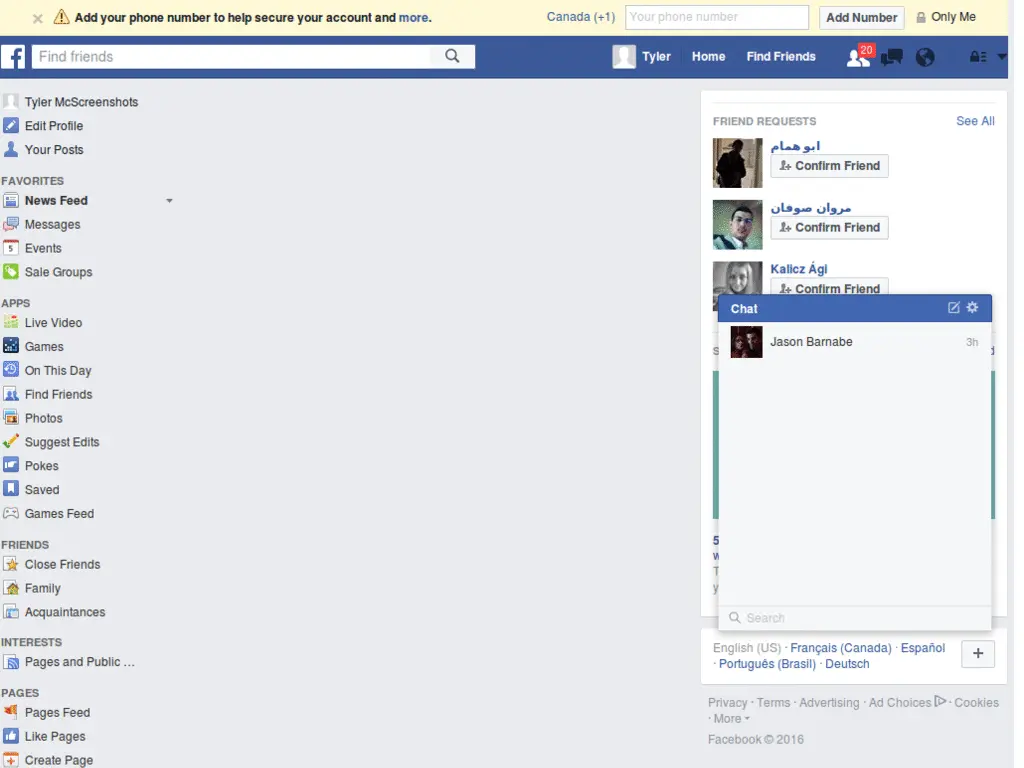 Add your phone number to help secure your account and more.
Canada (+1)
Your phone number
Add Number
Only Me
Find friends
Tyler
Home
Find Friends
20
Tyler McScreenshots
Edit Profile
Your Posts
FAVORITES
News Feed
Messages
5
Events
Sale Groups
APPS
Live Video
Games
On This Day
Find Friends
Photos
Suggest Edits
Pokes
Saved
Games Feed
FRIENDS
Close Friends
Family
Acquaintances
INTERESTS
Pages and Public ...
PAGES
Pages Feed
Like Pages
Create Page
FRIEND REQUESTS
See All
ابو همام
Confirm Friend
مروان صوفان
Confirm Friend
Kalicz Ági
Confirm Friend
Chat
Jason Barnabe
3h
Search
English (US) · Français (Canada) · Español
· Português (Brasil) · Deutsch
+
Privacy · Terms · Advertising · Ad Choices · Cookies
· More
Facebook © 2016